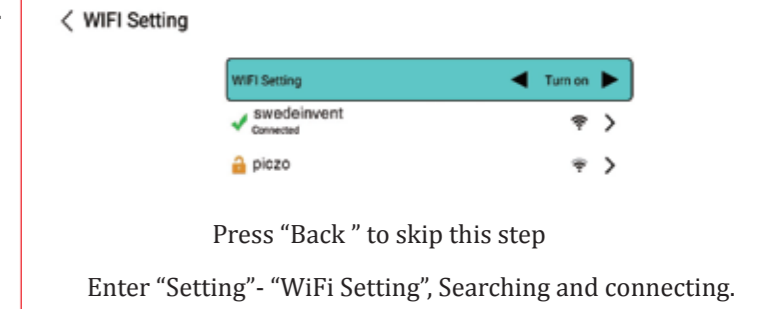 WIFI Setting
WIFI Setting Turn on
swedeinvent
Connected
piczo
Press “Back ” to skip this step
Enter “Setting”- “WiFi Setting”, Searching and connecting.